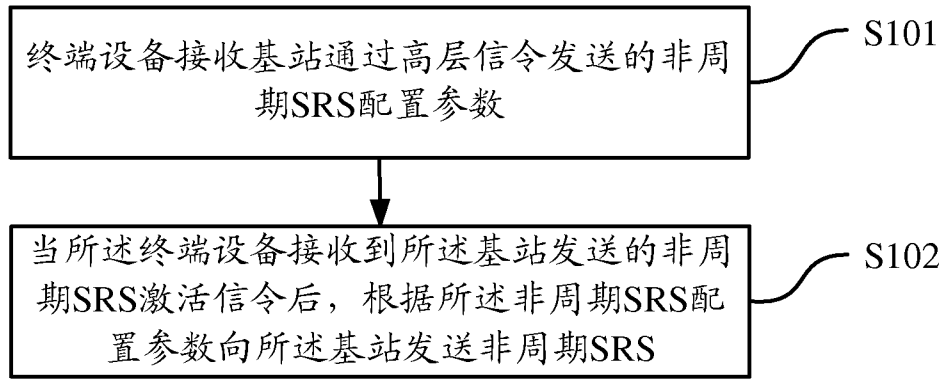 终端设备接收基站通过高层信令发送的非周
期SRS配置参数
S101
当所述终端设备接收到所述基站发送的非周
期SRS激活信令后，根据所述非周期SRS配
置参数向所述基站发送非周期SRS
S102